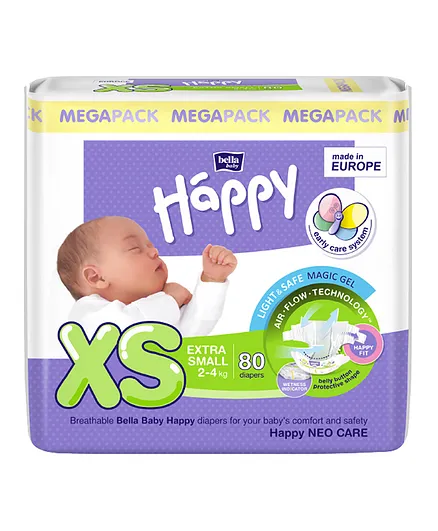 MEGAPACK MEGAPACK MEGAPACK
bella
baby
Háppy
made in
EUROPE
early care system
LIGHT & SAFE MAGIC GEL
AIR · FLOW · TECHNOLOGY
XS
EXTRA
SMALL
2-4 kg
80
diapers
HAPPY
FIT
WETNESS
INDICATOR
belly button
protective shape
Breathable Bella Baby Happy diapers for your baby's comfort and safety
Happy NEO CARE